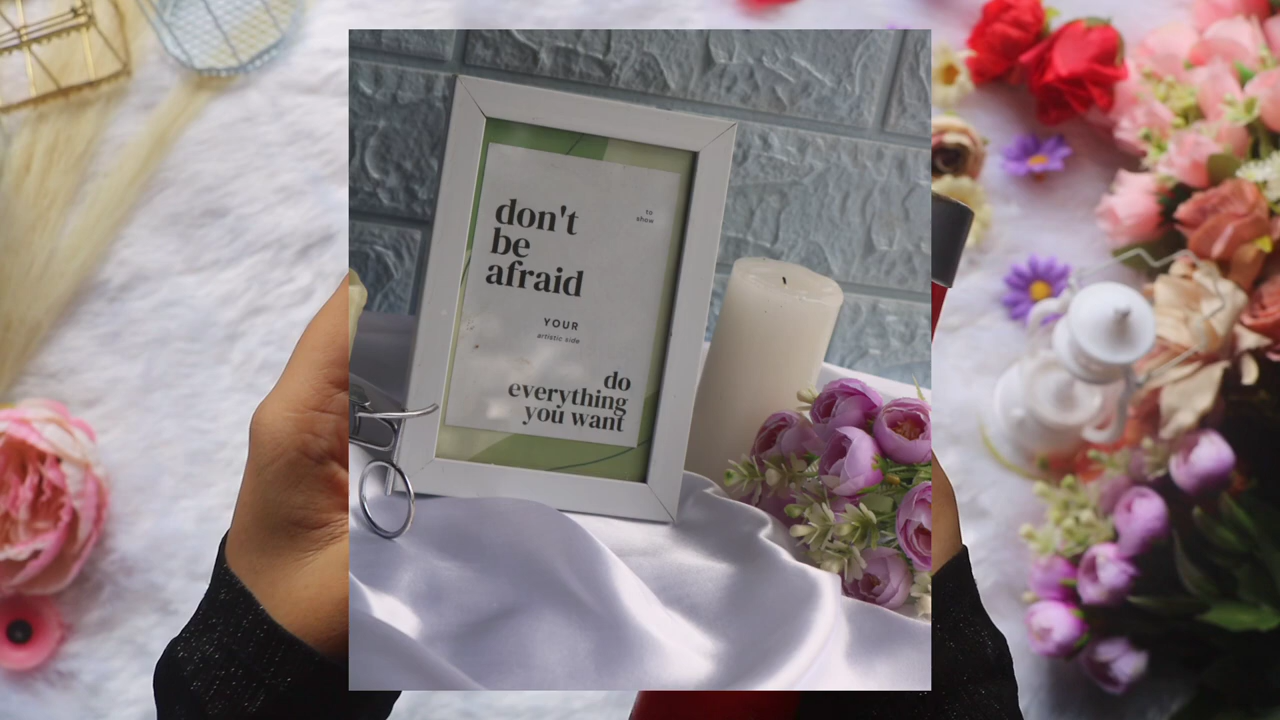 don't
be
afraid
to
show
YOUR
artistic side
do
everything
you want